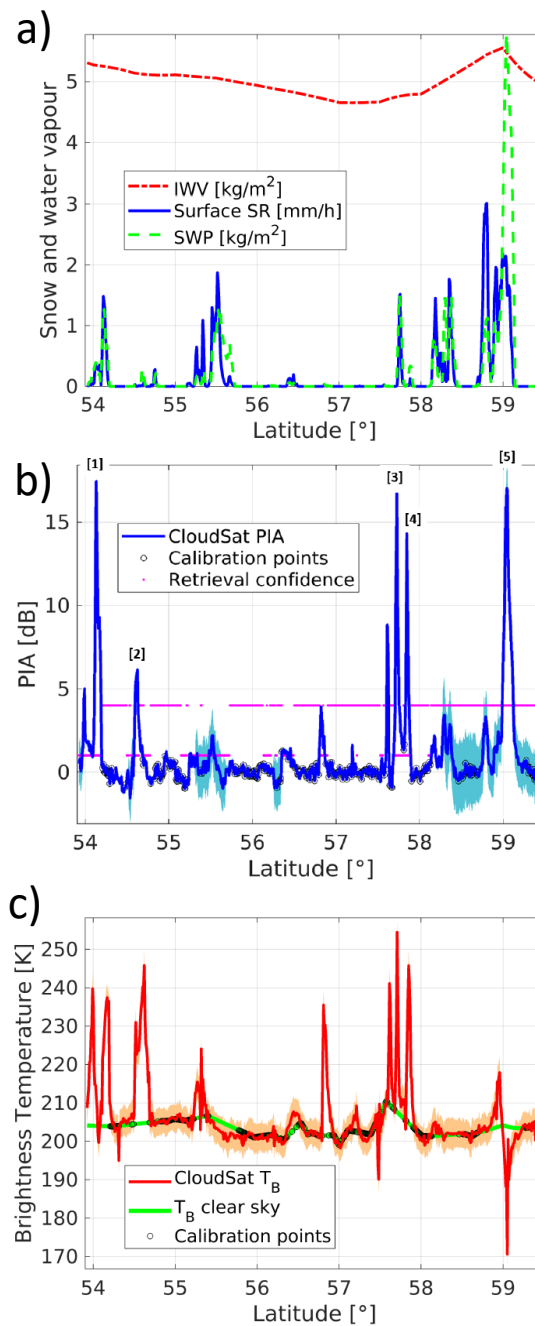 a)
Snow and water vapour
5
4
3
2
1
0
IWV [kg/m²]
Surface SR [mm/h]
SWP [kg/m²]
54 55 56 57 58 59
Latitude [°]
b)
[1] [2] [3] [4] [5]
PIA [dB]
15
10
5
0
CloudSat PIA
Calibration points
Retrieval confidence
54 55 56 57 58 59
Latitude [°]
c)
Brightness Temperature [K]
250
240
230
220
210
200
190
180
170
CloudSat T_B
T_B clear sky
Calibration points
54 55 56 57 58 59
Latitude [°]